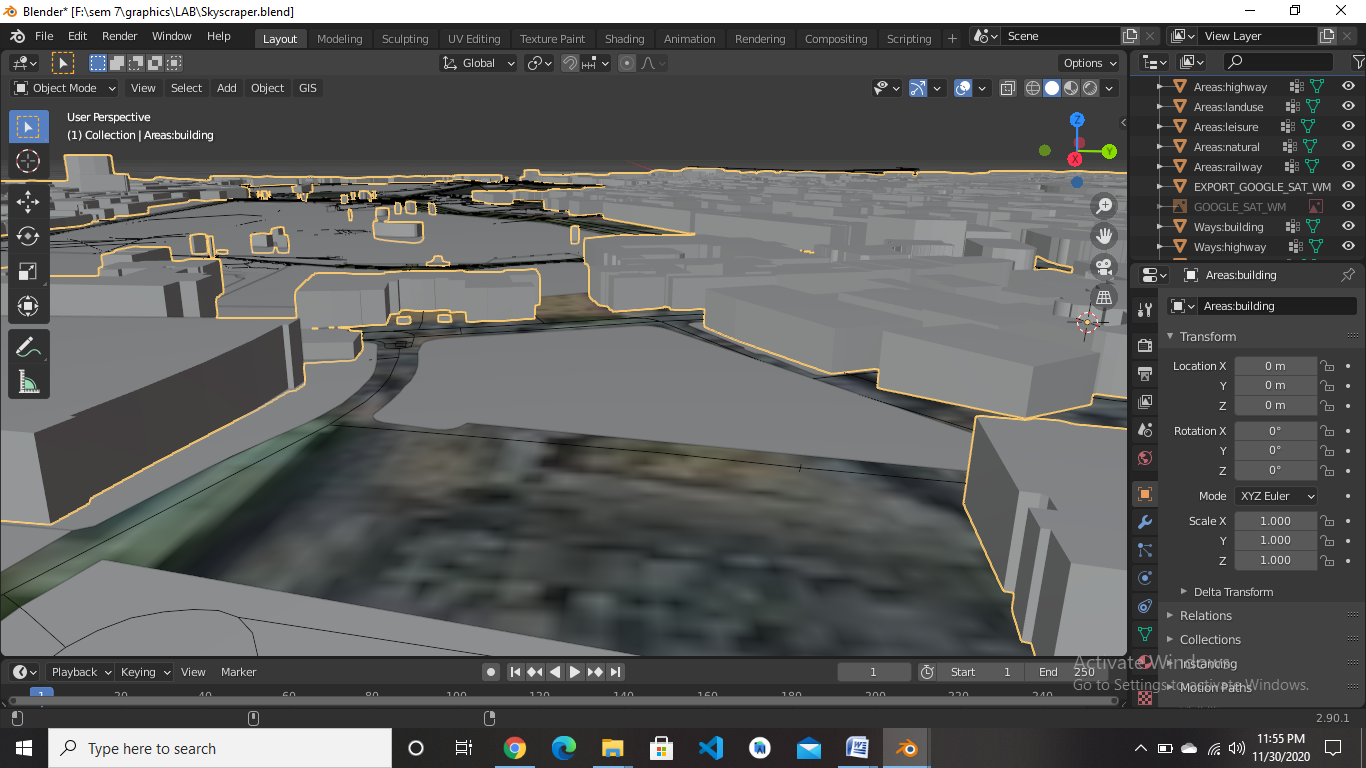 Blender* [F:\sem 7\graphics\LAB\Skyscraper.blend]
File Edit Render Window Help Layout Modeling Sculpting UV Editing Texture Paint Shading Animation Rendering Compositing Scripting + Scene View Layer
Global Options
Object Mode View Select Add Object GIS
User Perspective
(1) Collection | Areas:building
Z
Y
X
Areas:highway
Areas:landuse
Areas:leisure
Areas:natural
Areas:railway
EXPORT_GOOGLE_SAT_WM
GOOGLE_SAT_WM
Ways:building
Ways:highway
Areas:building
Areas:building
Transform
Location X 0 m
Y 0 m
Z 0 m
Rotation X 0°
Y 0°
Z 0°
Mode XYZ Euler
Scale X 1.000
Y 1.000
Z 1.000
Delta Transform
Relations
Collections
Instancing
Motion Paths
Activate Windows
Go to Settings to activate Windows.
Playback Keying View Marker 1 Start 1 End 250
1 20 40 60 80 100 120 140 160 180 200 220 240
2.90.1
Type here to search
11:55 PM
11/30/2020